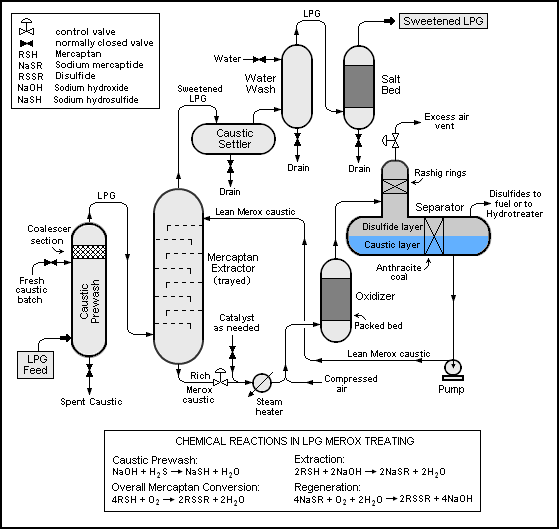 control valve
normally closed valve
RSH Mercaptan
NaSR Sodium mercaptide
RSSR Disulfide
NaOH Sodium hydroxide
NaSH Sodium hydrosulfide
LPG
Sweetened LPG
Water
Water
Wash
Salt
Bed
Sweetened
LPG
Caustic
Settler
Drain
Drain
Drain
Excess air
vent
Rashig rings
Separator
Disulfides to
fuel or to
Hydrotreater
Disulfide layer
Caustic layer
Anthracite
coal
LPG
Coalescer
section
Fresh
caustic
batch
Caustic
Prewash
LPG
Feed
Spent Caustic
Lean Merox caustic
Mercaptan
Extractor
(trayed)
Catalyst
as needed
Oxidizer
Packed bed
Rich
Merox
caustic
Steam
heater
Compressed
air
Lean Merox caustic
Pump
CHEMICAL REACTIONS IN LPG MEROX TREATING
Caustic Prewash:
NaOH + H2S → NaSH + H2O
Extraction:
2RSH + 2NaOH → 2NaSR + 2H2O
Overall Mercaptan Conversion:
4RSH + O2 → 2RSSR + 2H2O
Regeneration:
4NaSR + O2 + 2H2O → 2RSSR + 4NaOH